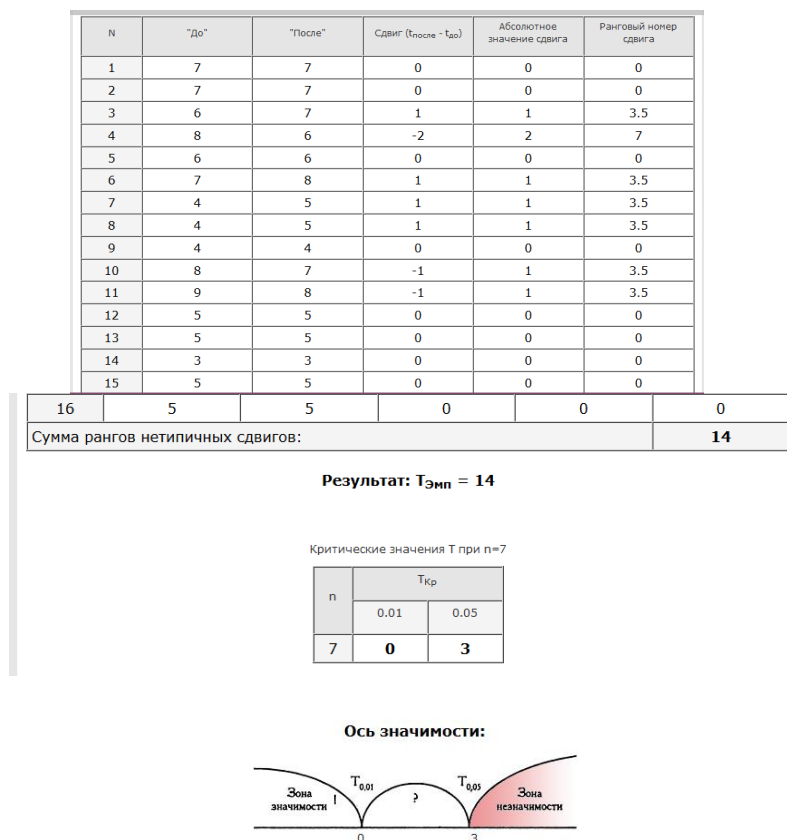 N "До" "После" Сдвиг (tпосле - tдо) Абсолютное значение сдвига Ранговый номер сдвига
1 7 7 0 0 0
2 7 7 0 0 0
3 6 7 1 1 3.5
4 8 6 -2 2 7
5 6 6 0 0 0
6 7 8 1 1 3.5
7 4 5 1 1 3.5
8 4 5 1 1 3.5
9 4 4 0 0 0
10 8 7 -1 1 3.5
11 9 8 -1 1 3.5
12 5 5 0 0 0
13 5 5 0 0 0
14 3 3 0 0 0
15 5 5 0 0 0
16 5 5 0 0 0
Сумма рангов нетипичных сдвигов: 14
Результат: TЭмп = 14
Критические значения T при n=7
n TКр
0.01 0.05
7 0 3
Ось значимости:
T0,01 T0,05
Зона ? Зона
значимости ! незначимости
0 3